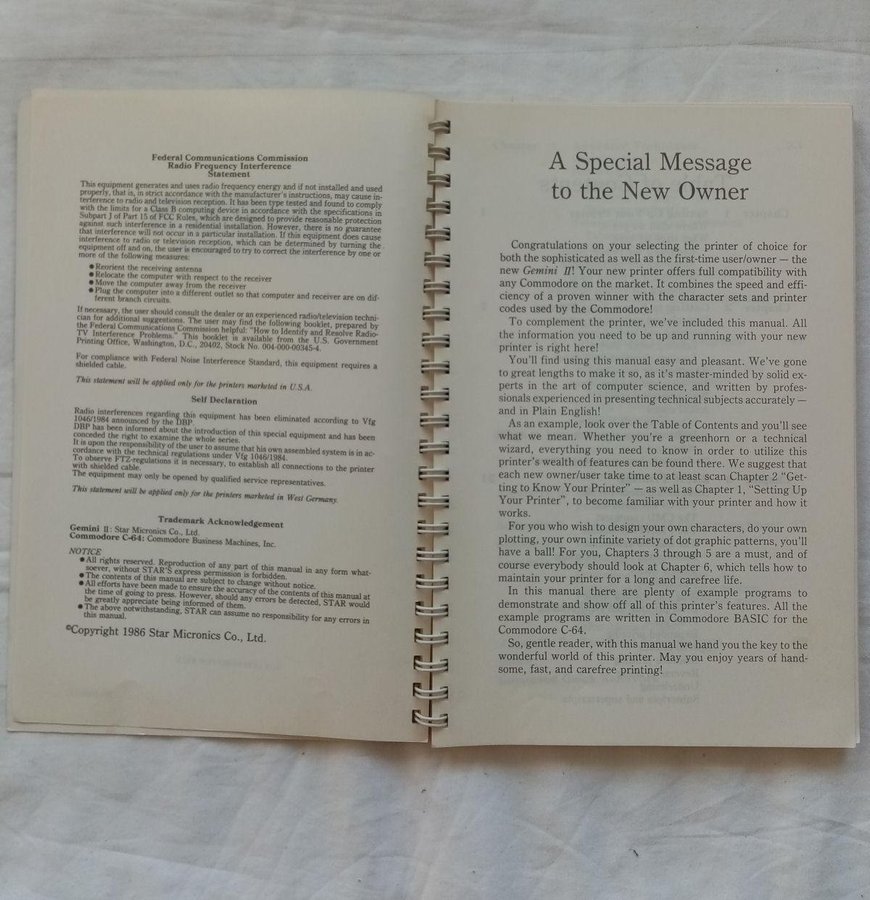 Federal Communications Commission
Radio Frequency Interference
Statement
This equipment generates and uses radio frequency energy and if not installed and used
properly, that is, in strict accordance with the manufacturer's instructions, may cause in-
terference to radio and television reception. It has been type tested and found to comply
with the limits for a Class B computing device in accordance with the specifications in
Subpart J of Part 15 of FCC Rules, which are designed to provide reasonable protection
against such interference in a residential installation. However, there is no guarantee
that interference will not occur in a particular installation. If this equipment does cause
interference to radio or television reception, which can be determined by turning the
equipment off and on, the user is encouraged to try to correct the interference by one or
more of the following measures:
●Reorient the receiving antenna
●Relocate the computer with respect to the receiver
●Move the computer away from the receiver
●Plug the computer into a different outlet so that computer and receiver are on dif-
ferent branch circuits.
If necessary, the user should consult the dealer or an experienced radio/television techni-
cian for additional suggestions. The user may find the following booklet, prepared by
the Federal Communications Commission helpful: "How to Identify and Resolve Radio-
TV Interference Problems." This booklet is available from the U.S. Government
Printing Office, Washington, D.C., 20402, Stock No. 004-000-00345-4.
For compliance with Federal Noise Interference Standard, this equipment requires a
shielded cable.
This statement will be applied only for the printers marketed in U.S.A.
Self Declaration
Radio interferences regarding this equipment has been eliminated according to Vfg
1046/1984 announced by the DBP.
DBP has been informed about the introduction of this special equipment and has been
conceded the right to examine the whole series.
It is upon the responsibility of the user to assume that his own assembled system is in ac-
cordance with the technical regulations under Vfg 1046/1984.
To observe FTZ-regulations it is necessary, to establish all connections to the printer
with shielded cable.
The equipment may only be opened by qualified service representatives.
This statement will be applied only for the printers marketed in West Germany.
Trademark Acknowledgement
Gemini II: Star Micronics Co., Ltd.
Commodore C-64: Commodore Business Machines, Inc.
NOTICE
●All rights reserved. Reproduction of any part of this manual in any form what-
soever, without STAR'S express permission is forbidden.
●The contents of this manual are subject to change without notice.
●All efforts have been made to ensure the accuracy of the contents of this manual at
the time of going to press. However, should any errors be detected, STAR would
be greatly appreciate being informed of them.
●The above notwithstanding, STAR can assume no responsibility for any errors in
this manual.
©Copyright 1986 Star Micronics Co., Ltd.
A Special Message
to the New Owner
Congratulations on your selecting the printer of choice for
both the sophisticated as well as the first-time user/owner — the
new Gemini II! Your new printer offers full compatibility with
any Commodore on the market. It combines the speed and effi-
ciency of a proven winner with the character sets and printer
codes used by the Commodore!
To complement the printer, we've included this manual. All
the information you need to be up and running with your new
printer is right here!
You'll find using this manual easy and pleasant. We've gone
to great lengths to make it so, as it's master-minded by solid ex-
perts in the art of computer science, and written by profes-
sionals experienced in presenting technical subjects accurately —
and in Plain English!
As an example, look over the Table of Contents and you'll see
what we mean. Whether you're a greenhorn or a technical
wizard, everything you need to know in order to utilize this
printer's wealth of features can be found there. We suggest that
each new owner/user take time to at least scan Chapter 2 "Get-
ting to Know Your Printer" — as well as Chapter 1, "Setting Up
Your Printer", to become familiar with your printer and how it
works.
For you who wish to design your own characters, do your own
plotting, your own infinite variety of dot graphic patterns, you'll
have a ball! For you, Chapters 3 through 5 are a must, and of
course everybody should look at Chapter 6, which tells how to
maintain your printer for a long and carefree life.
In this manual there are plenty of example programs to
demonstrate and show off all of this printer's features. All the
example programs are written in Commodore BASIC for the
Commodore C-64.
So, gentle reader, with this manual we hand you the key to the
wonderful world of this printer. May you enjoy years of hand-
some, fast, and carefree printing!